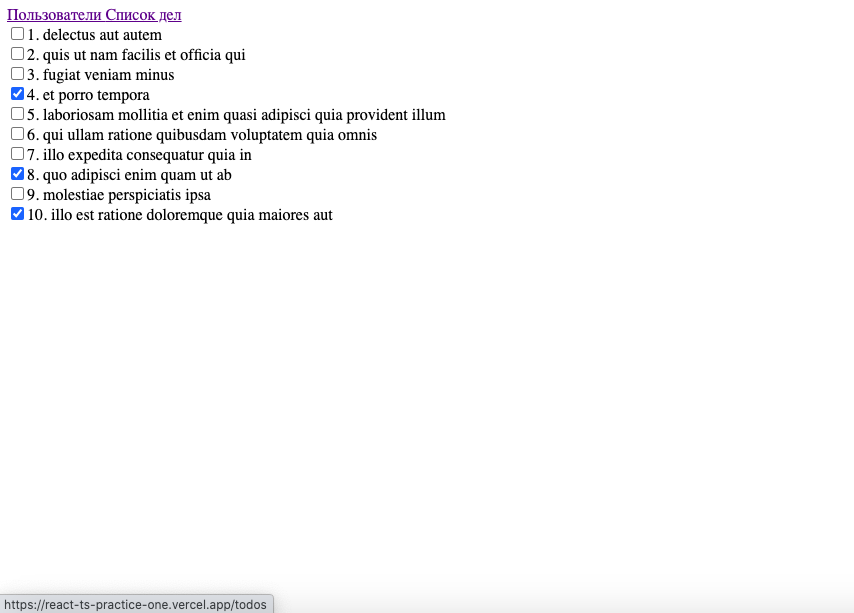 Пользователи Список дел
1. delectus aut autem
2. quis ut nam facilis et officia qui
3. fugiat veniam minus
4. et porro tempora
5. laboriosam mollitia et enim quasi adipisci quia provident illum
6. qui ullam ratione quibusdam voluptatem quia omnis
7. illo expedita consequatur quia in
8. quo adipisci enim quam ut ab
9. molestiae perspiciatis ipsa
10. illo est ratione doloremque quia maiores aut
https://react-ts-practice-one.vercel.app/todos